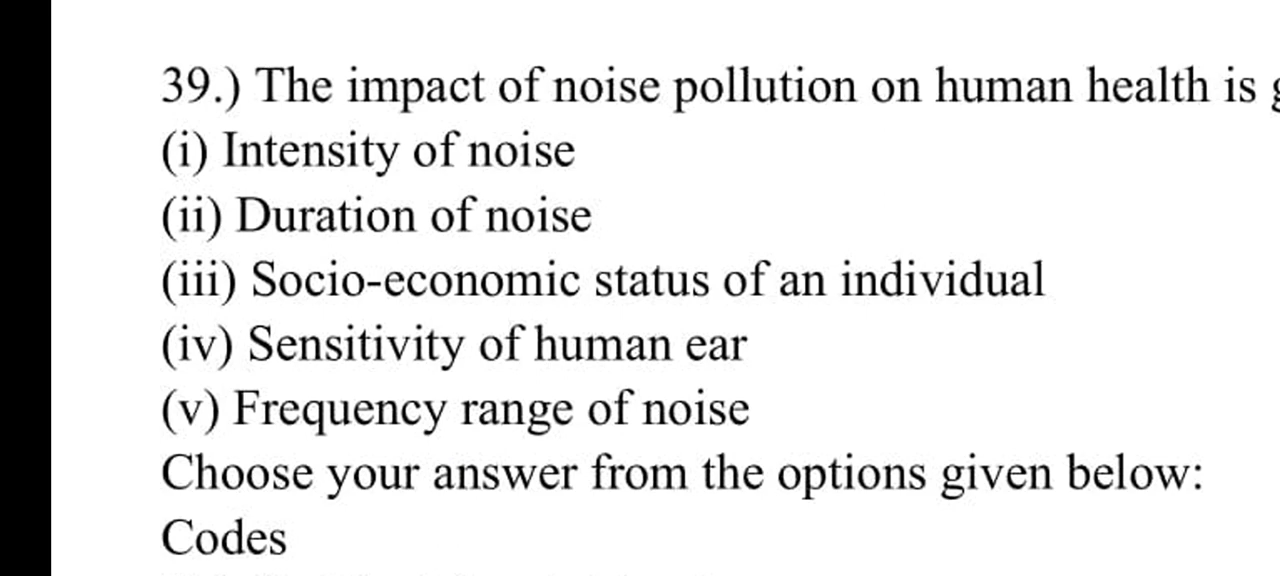 39.) The impact of noise pollution on human health is
(i) Intensity of noise
(ii) Duration of noise
(iii) Socio-economic status of an individual
(iv) Sensitivity of human ear
(v) Frequency range of noise
Choose your answer from the options given below:
Codes